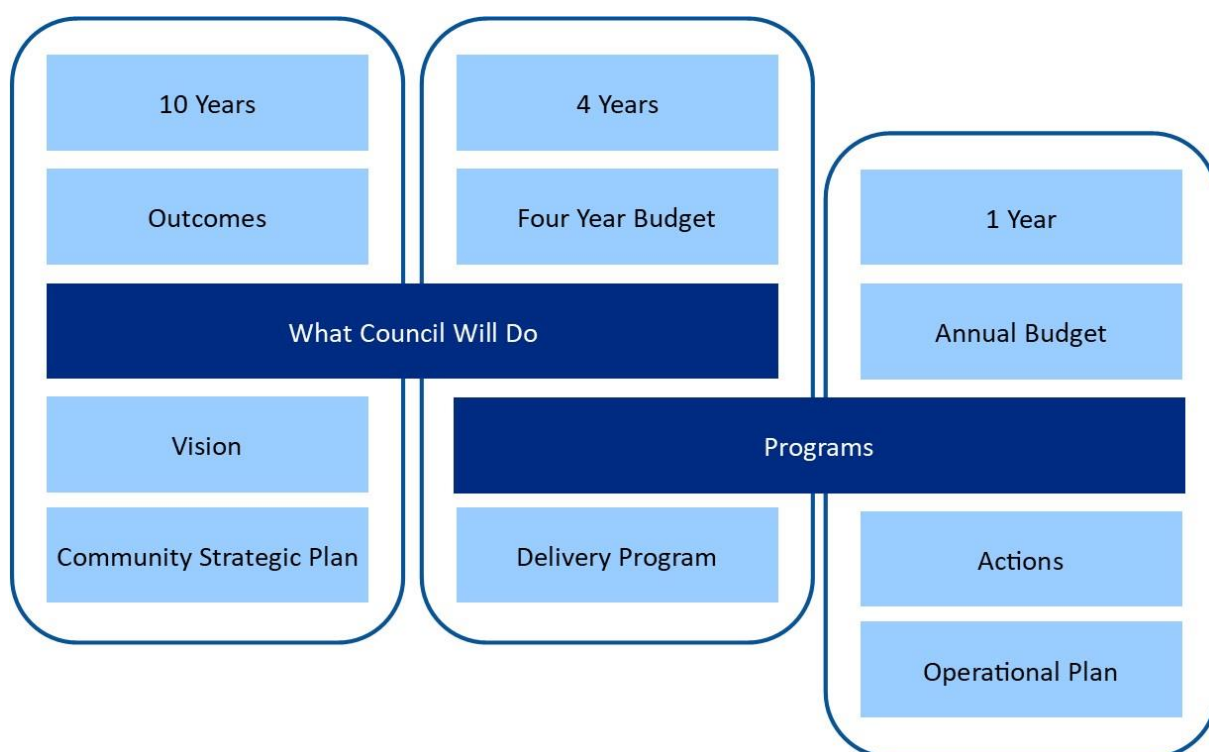 10 Years
Outcomes
What Council Will Do
Vision
Community Strategic Plan
4 Years
Four Year Budget
Programs
Delivery Program
1 Year
Annual Budget
Actions
Operational Plan